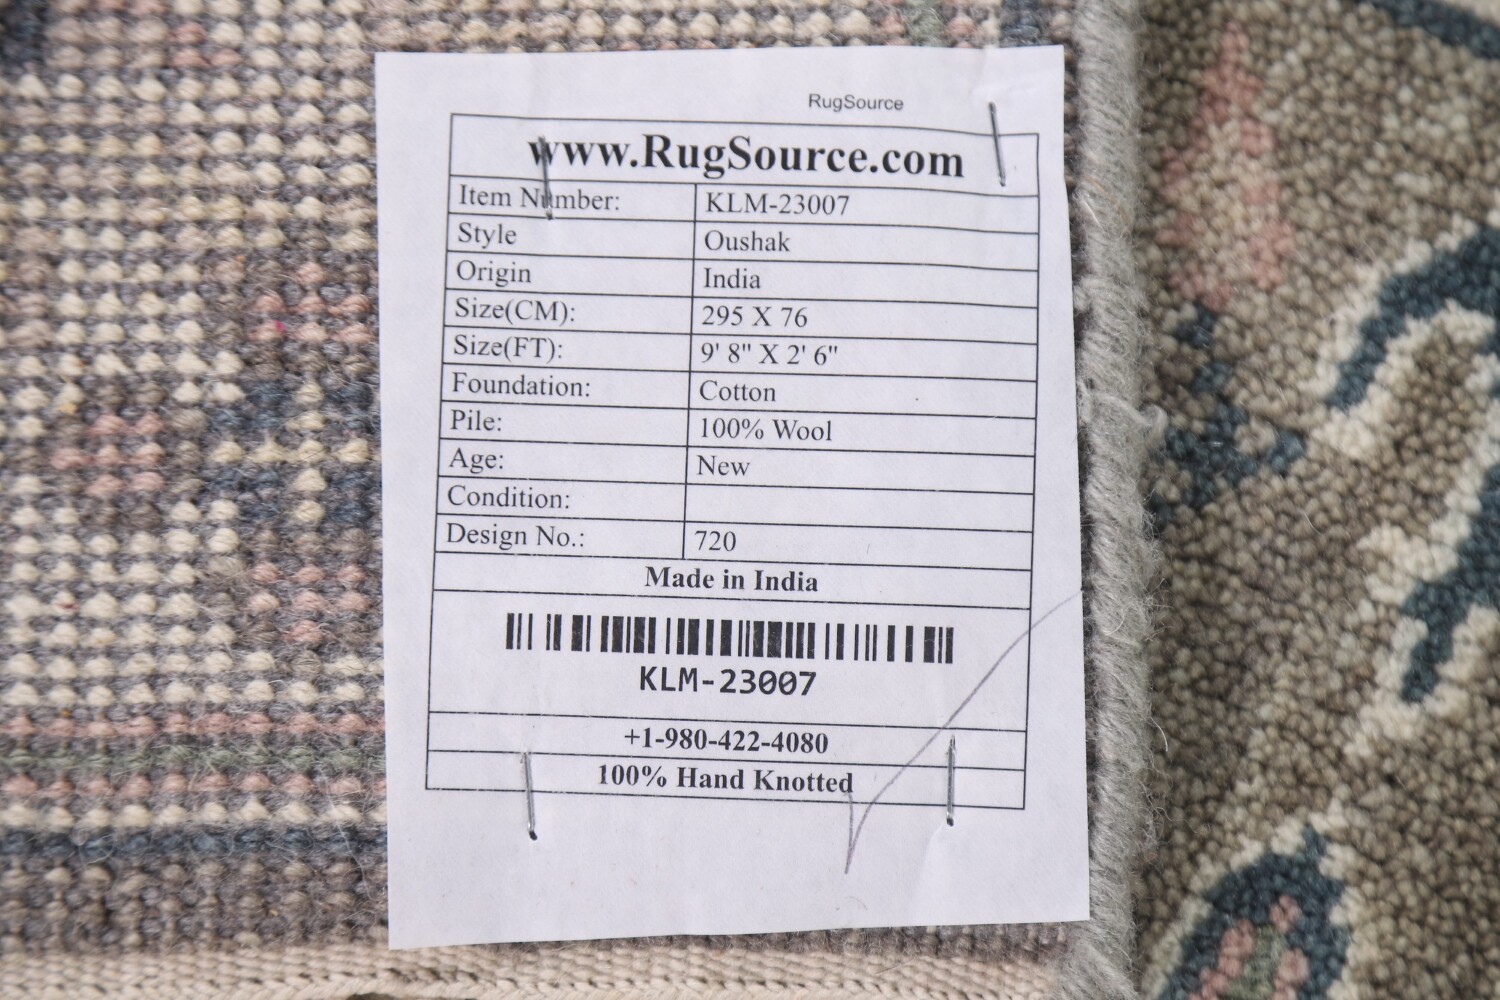 RugSource
www.RugSource.com
Item Number: KLM-23007
Style Oushak
Origin India
Size(CM): 295 X 76
Size(FT): 9' 8" X 2' 6"
Foundation: Cotton
Pile: 100% Wool
Age: New
Condition:
Design No.: 720
Made in India
KLM-23007
+1-980-422-4080
100% Hand Knotted